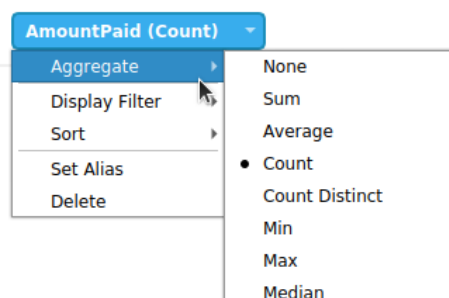 AmountPaid (Count)
Aggregate
Display Filter
Sort
Set Alias
Delete
None
Sum
Average
Count
Count Distinct
Min
Max
Median